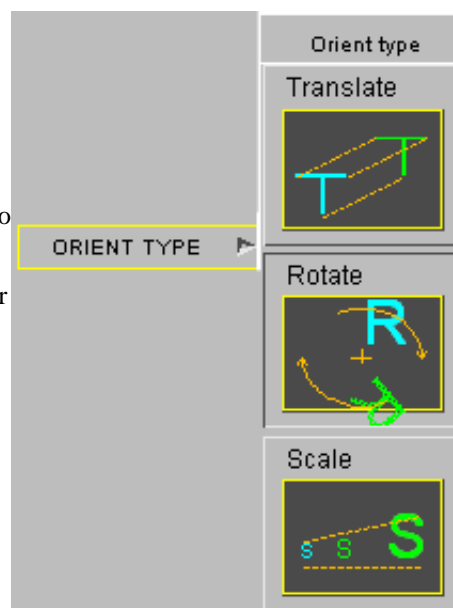 Orient type
Translate
T T
o
ORIENT TYPE
r
Rotate
R
R
Scale
s s S